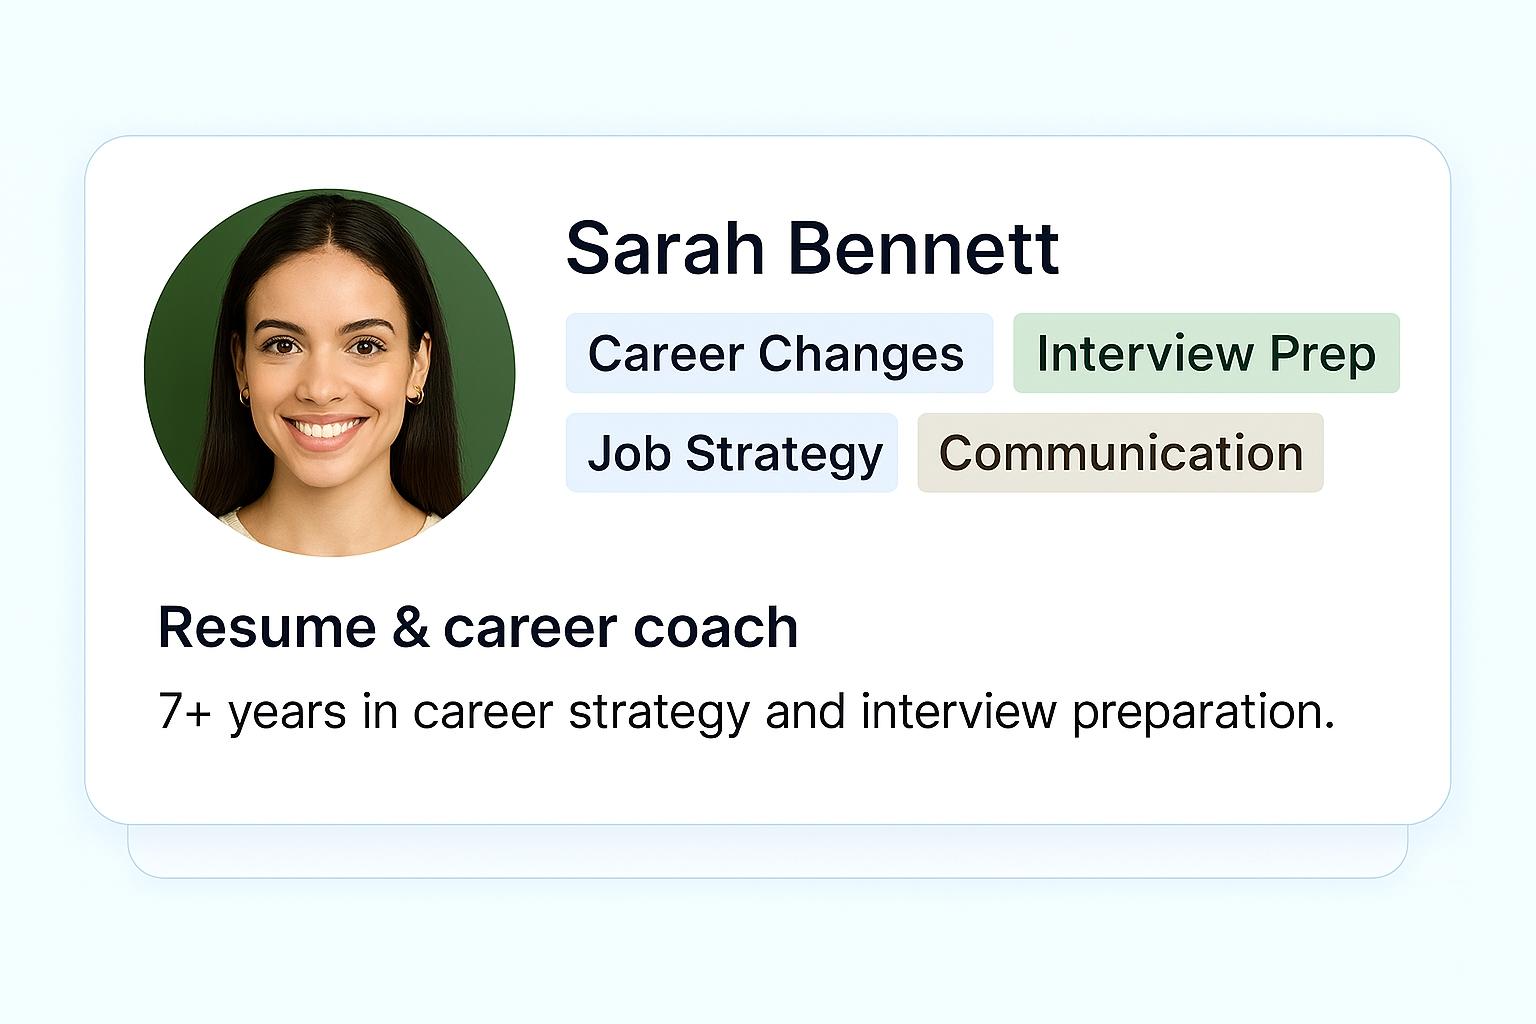 Sarah Bennett
Career Changes Interview Prep
Job Strategy Communication
Resume & career coach
7+ years in career strategy and interview preparation.